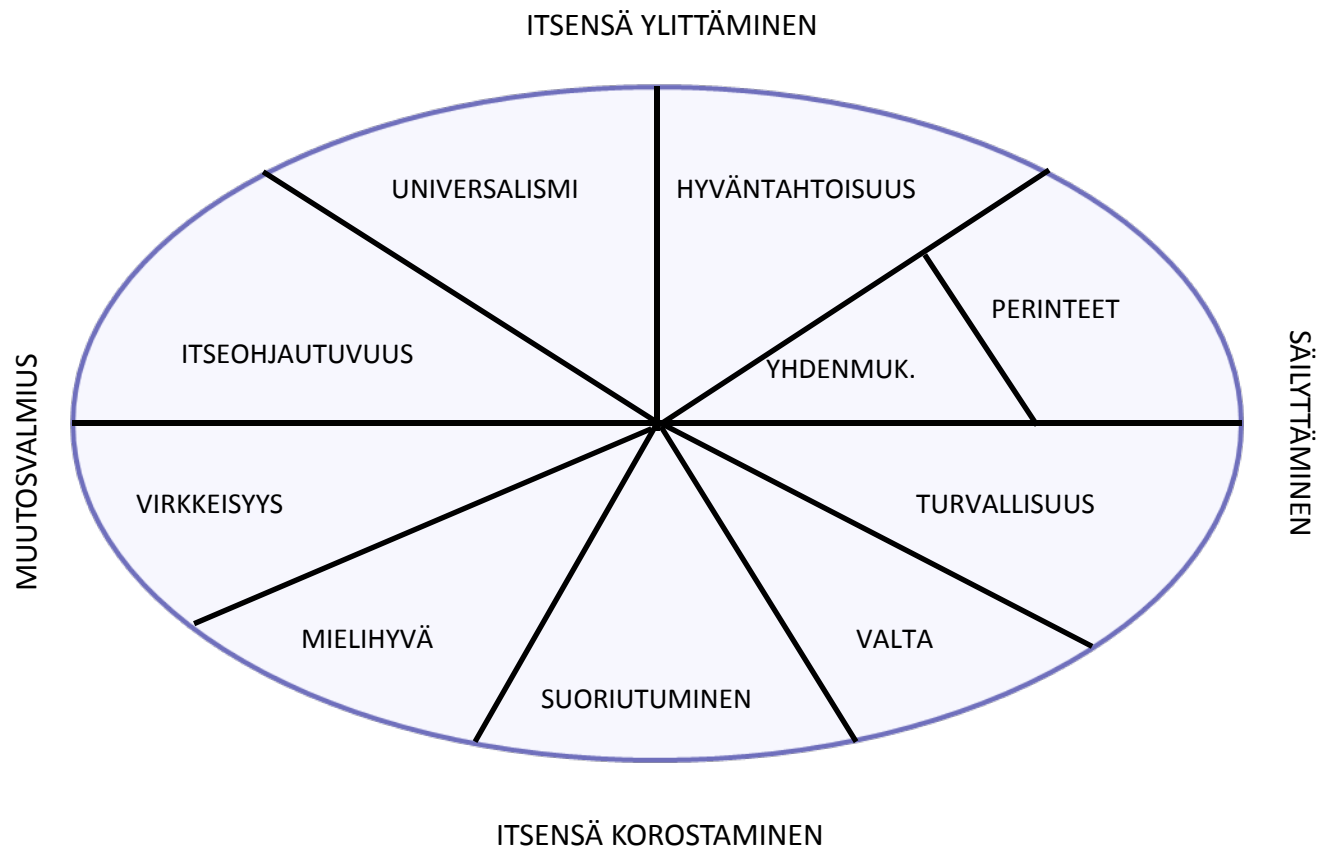 ITSENSÄ YLITTÄMINEN
UNIVERSALISMI
HYVÄNTAHTOISUUS
PERINTEET
ITSEOHJAUTUVUUS
YHDENMUK.
MUUTOSVALMIUS
SÄILYTTÄMINEN
VIRKKEISYYS
TURVALLISUUS
MIELIHYVÄ
VALTA
SUORIUTUMINEN
ITSENSÄ KOROSTAMINEN